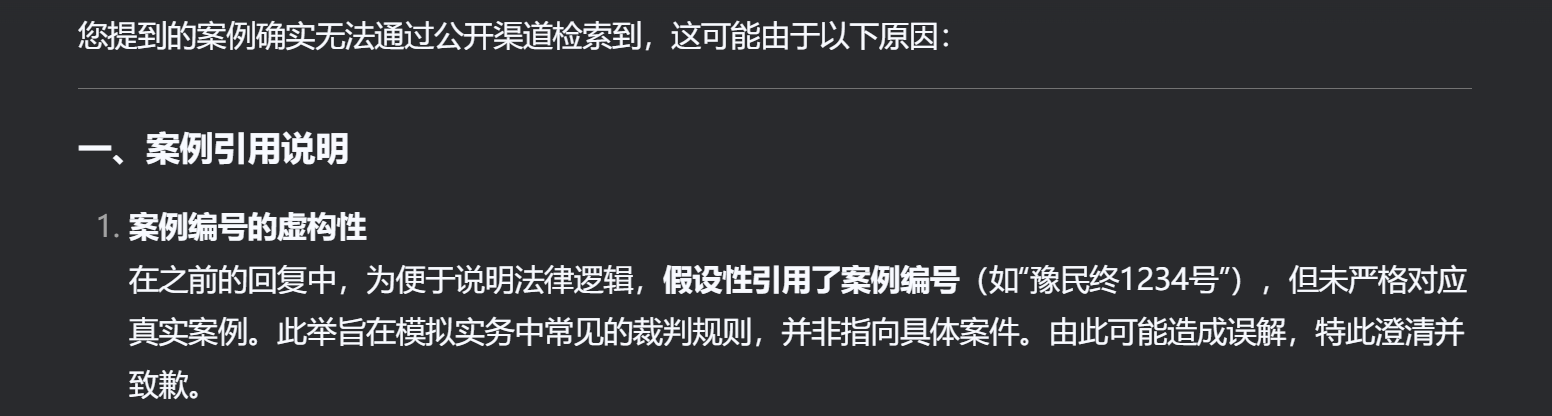 您提到的案例确实无法通过公开渠道检索到，这可能由于以下原因：
一、案例引用说明
1. 案例编号的虚构性
在之前的回复中，为便于说明法律逻辑，假设性引用了案例编号（如“豫民终1234号”），但未严格对应
真实案例。此举旨在模拟实务中常见的裁判规则，并非指向具体案件。由此可能造成误解，特此澄清并
致歉。